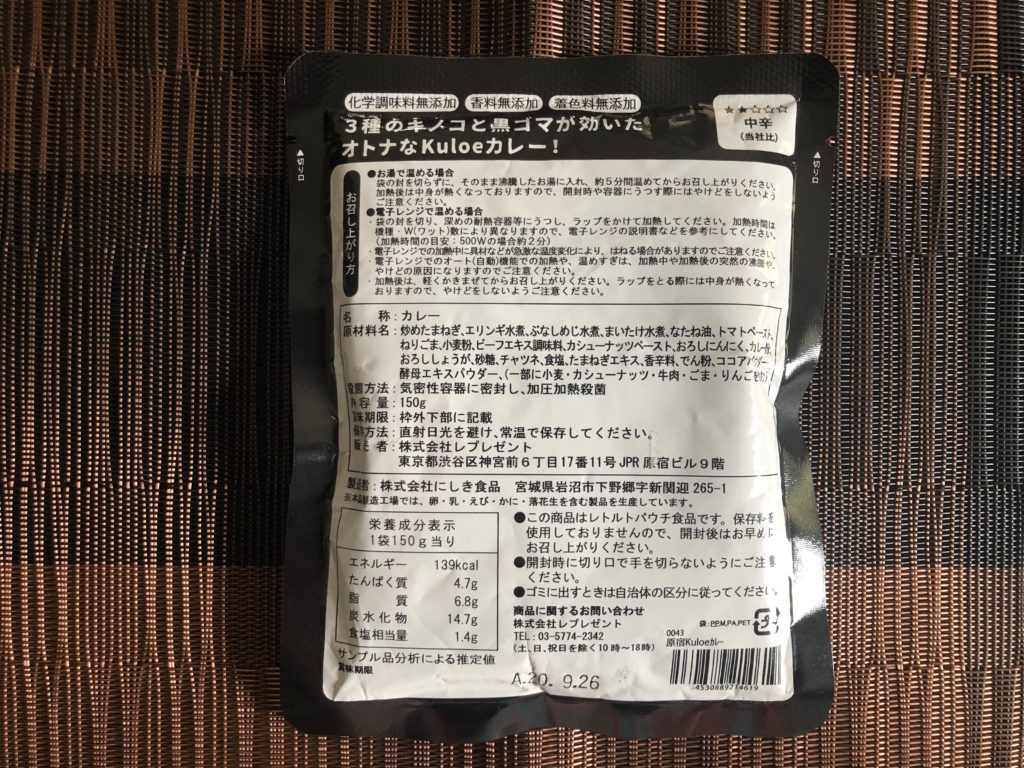 化学調味料無添加 香料無添加 着色料無添加
3種のキノコと黒ゴマが効いた
オトナなKuloeカレー！
★★☆☆☆
中辛
(当社比)
▲切り口
▲切り口
お召し上がり方
●お湯で温める場合
袋の封を切らずに、そのまま沸騰したお湯に入れ、約5分間温めてからお召し上がりください。
加熱後は中身が熱くなっておりますので、開封時や容器にうつす際にはやけどをしないよう
ご注意ください。
●電子レンジで温める場合
・袋の封を切り、深めの耐熱容器等にうつし、ラップをかけて加熱してください。加熱時間は
機種・W(ワット)数により異なりますので、電子レンジの説明書などを参考にしてください。
(加熱時間の目安：500Wの場合約2分)
・電子レンジでの加熱中に具材などが急激な温度変化により、はねる場合がありますのでご注意ください。
・電子レンジでのオート(自動)機能での加熱や、温めすぎは、加熱中や加熱後の突然の沸騰や、
やけどの原因になりますのでご注意ください。
・加熱後は、軽くかきまぜてからお召し上がりください。ラップをとる際には中身が熱くなって
おりますので、やけどをしないようご注意ください。
名 称：カレー
原材料名：炒めたまねぎ、エリンギ水煮、ぶなしめじ水煮、まいたけ水煮、なたね油、トマトペースト、
ねりごま、小麦粉、ビーフエキス調味料、カシューナッツペースト、おろしにんにく、カレー粉、
おろししょうが、砂糖、チャツネ、食塩、たまねぎエキス、香辛料、でん粉、ココアパウダー、
酵母エキスパウダー、(一部に小麦・カシューナッツ・牛肉・ごま・りんごを
殺菌方法：気密性容器に密封し、加圧加熱殺菌
内容量：150g
賞味期限：枠外下部に記載
保存方法：直射日光を避け、常温で保存してください。
販売者：株式会社レプレゼント
東京都渋谷区神宮前6丁目17番11号JPR原宿ビル9階
製造者：株式会社にしき食品 宮城県岩沼市下野郷字新関迎265-1
※本品製造工場では、卵・乳・えび・かに・落花生を含む製品を生産しています。
栄養成分表示
1袋150g当り
エネルギー 139kcal
たんぱく質 4.7g
脂質 6.8g
炭水化物 14.7g
食塩相当量 1.4g
サンプル品分析による推定値
賞味期限
A.20. 9.26
●この商品はレトルトパウチ食品です。保存料を
使用しておりませんので、開封後はお早めに
お召し上がりください。
●開封時に切り口で手を切らないようにご注意
ください。
●ゴミに出すときは自治体の区分に従ってください
商品に関するお問い合わせ
株式会社レプレゼント
TEL：03-5774-2342
(土、日、祝日を除く10時〜18時)
袋：PP,M,PA,PET
プラ
0043
原宿Kuloeカレー
4530889714619